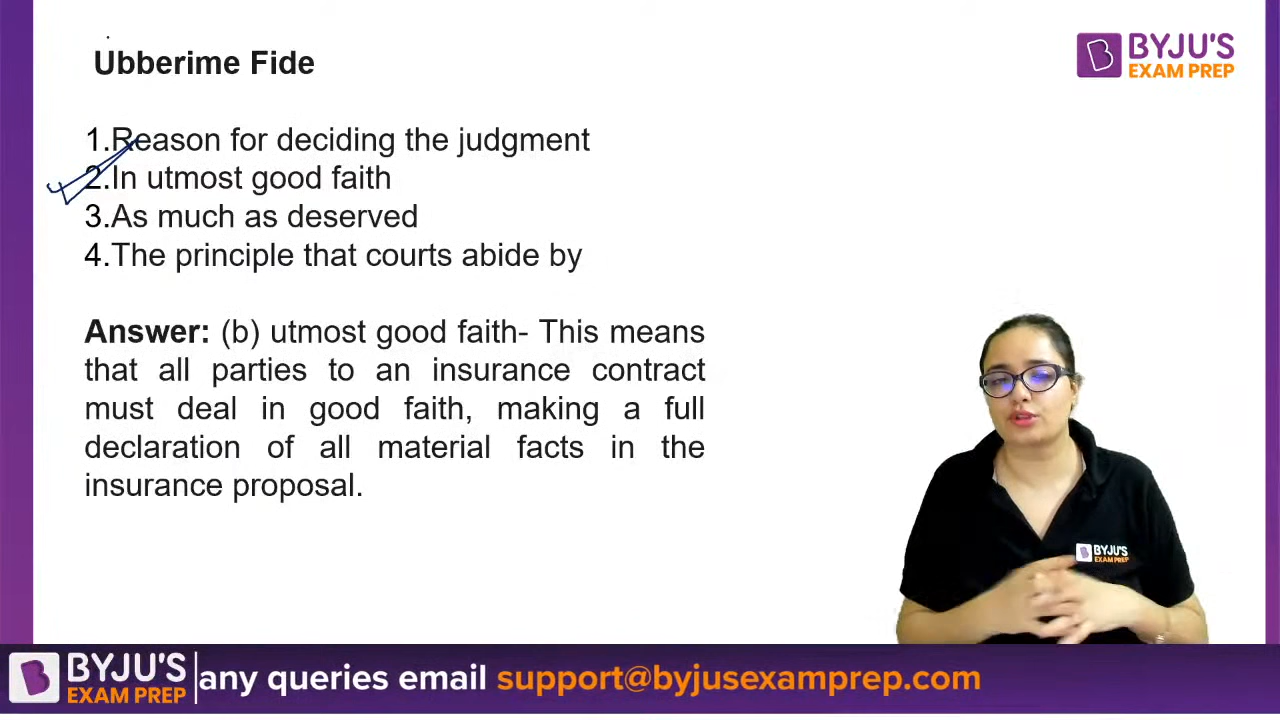 Ubberime Fide
BYJU'S
EXAM PREP
1.Reason for deciding the judgment
2.In utmost good faith
3.As much as deserved
4.The principle that courts abide by
Answer: (b) utmost good faith- This means
that all parties to an insurance contract
must deal in good faith, making a full
declaration of all material facts in the
insurance proposal.
BYJU'S
EXAM PREP
BYJU'S
EXAM PREP
any queries email support@byjusexamprep.com